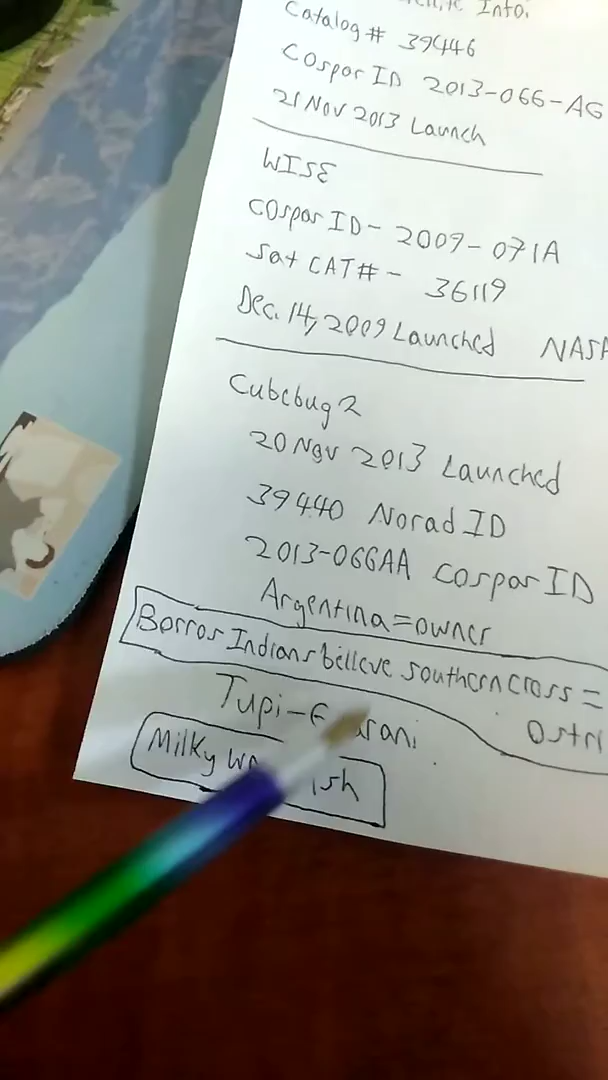 Info.
Catalog# 39446
Cospar ID 2013-066-AG
21 Nov 2013 Launch
WISE
Cospar ID- 2009-071A
Sat CAT#- 36119
Dec. 14, 2009 Launched NASA
Cubebug 2
20 Nov 2013 Launched
39440 Norad ID
2013-066AA Cospar ID
Argentina=owner
Borros Indians believe southern cross =
Ostri
Tupi-
Milky